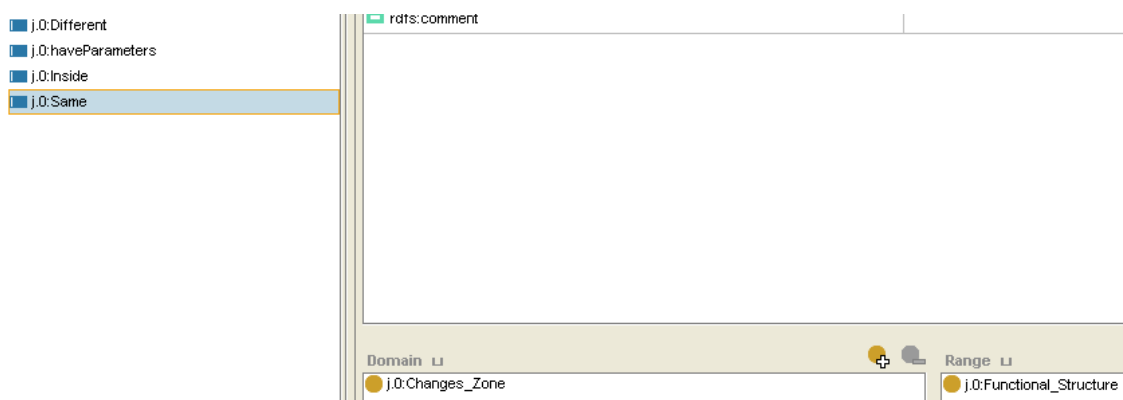 j.0:Different
j.0:haveParameters
j.0:Inside
j.0:Same
rdfs:comment
Domain ⊔
Range ⊔
j.0:Changes_Zone
j.0:Functional_Structure